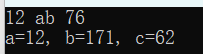 12 ab 76
a=12, b=171, c=62